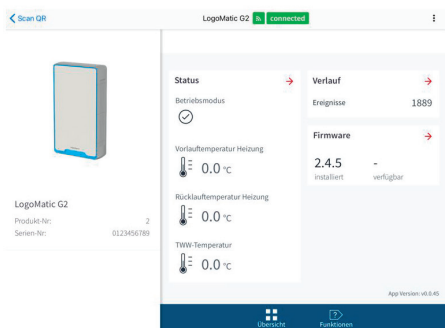 Scan QR
LogoMatic G2 connected
LogoMatic G2
Produkt-Nr: 2
Serien-Nr: 0123456789
Status
Betriebsmodus
Vorlauftemperatur Heizung
0.0 °C
Rücklauftemperatur Heizung
0.0 °C
TWW-Temperatur
0.0 °C
Verlauf
Ereignisse 1889
Firmware
2.4.5 -
installiert verfügbar
App Version: v0.0.45
Übersicht Funktionen